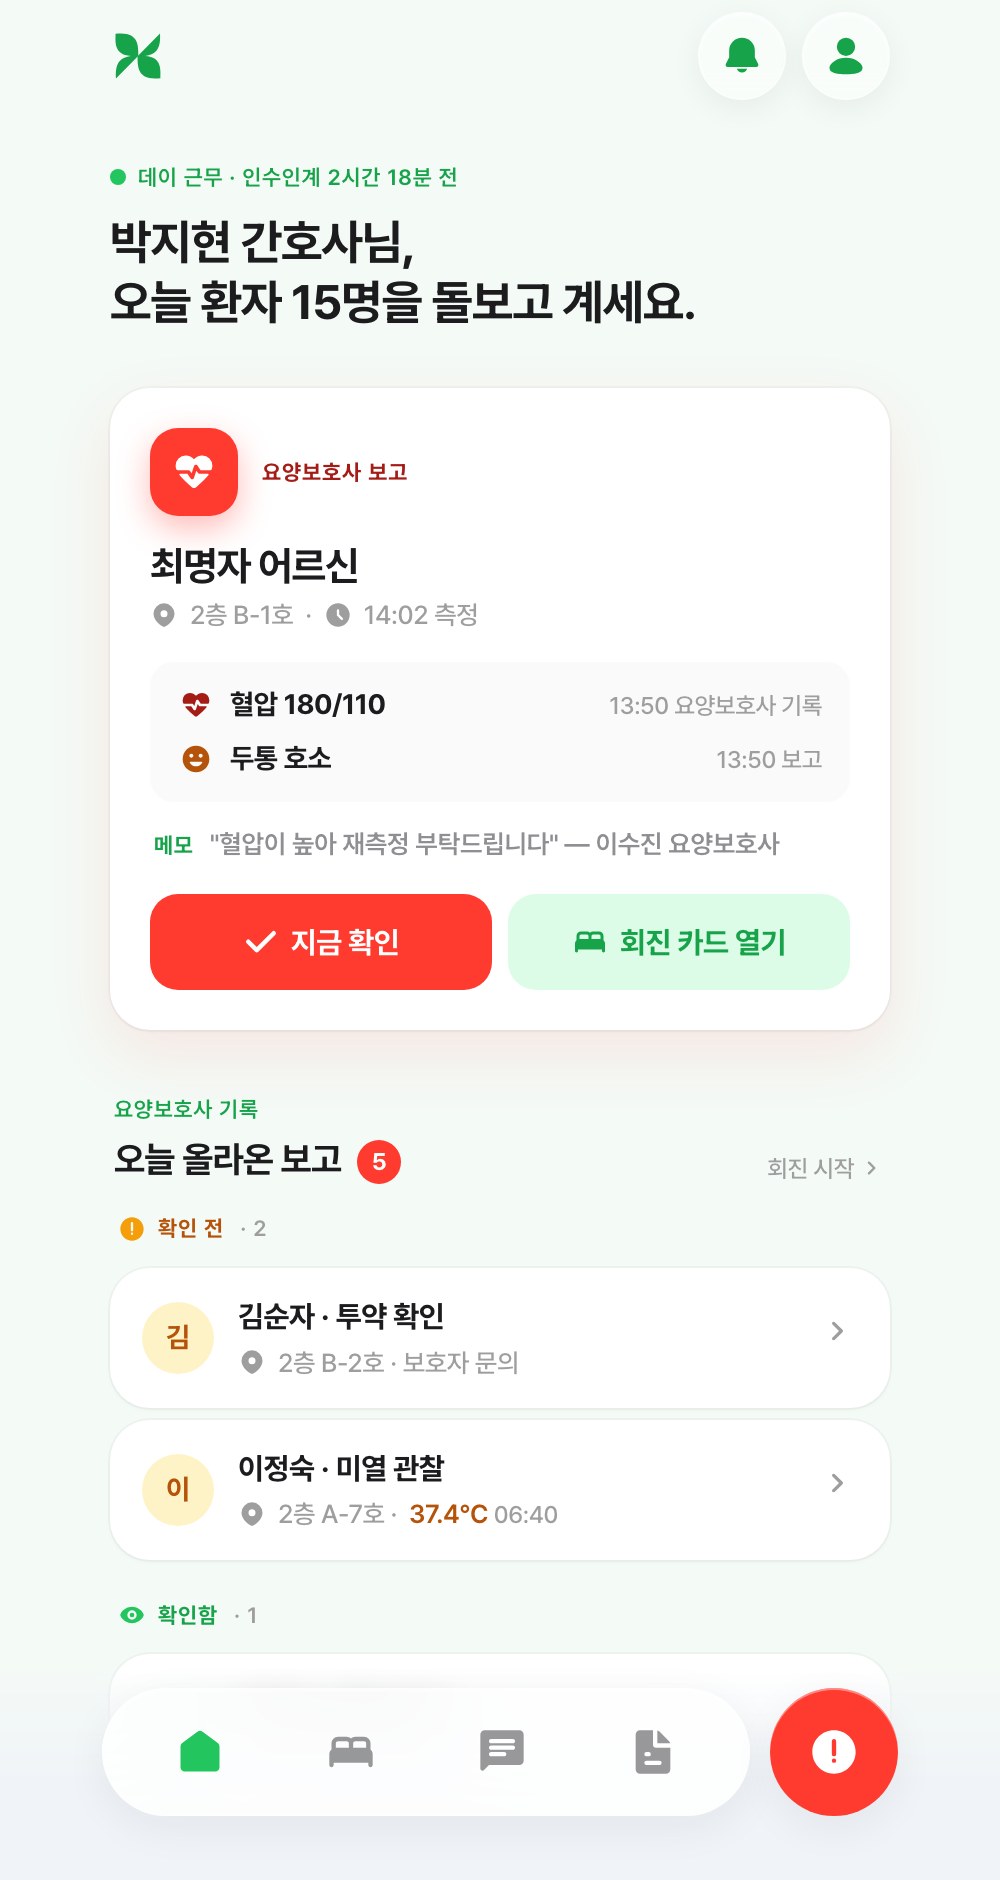 데이 근무 · 인수인계 2시간 18분 전
박지현 간호사님,
오늘 환자 15명을 돌보고 계세요.
요양보호사 보고
최명자 어르신
2층 B-1호 · 14:02 측정
혈압 180/110 13:50 요양보호사 기록
두통 호소 13:50 보고
메모 "혈압이 높아 재측정 부탁드립니다" — 이수진 요양보호사
지금 확인 회진 카드 열기
요양보호사 기록
오늘 올라온 보고 5 회진 시작
확인 전 · 2
김
김순자 · 투약 확인
2층 B-2호 · 보호자 문의
이
이정숙 · 미열 관찰
2층 A-7호 · 37.4°C 06:40
확인함 · 1